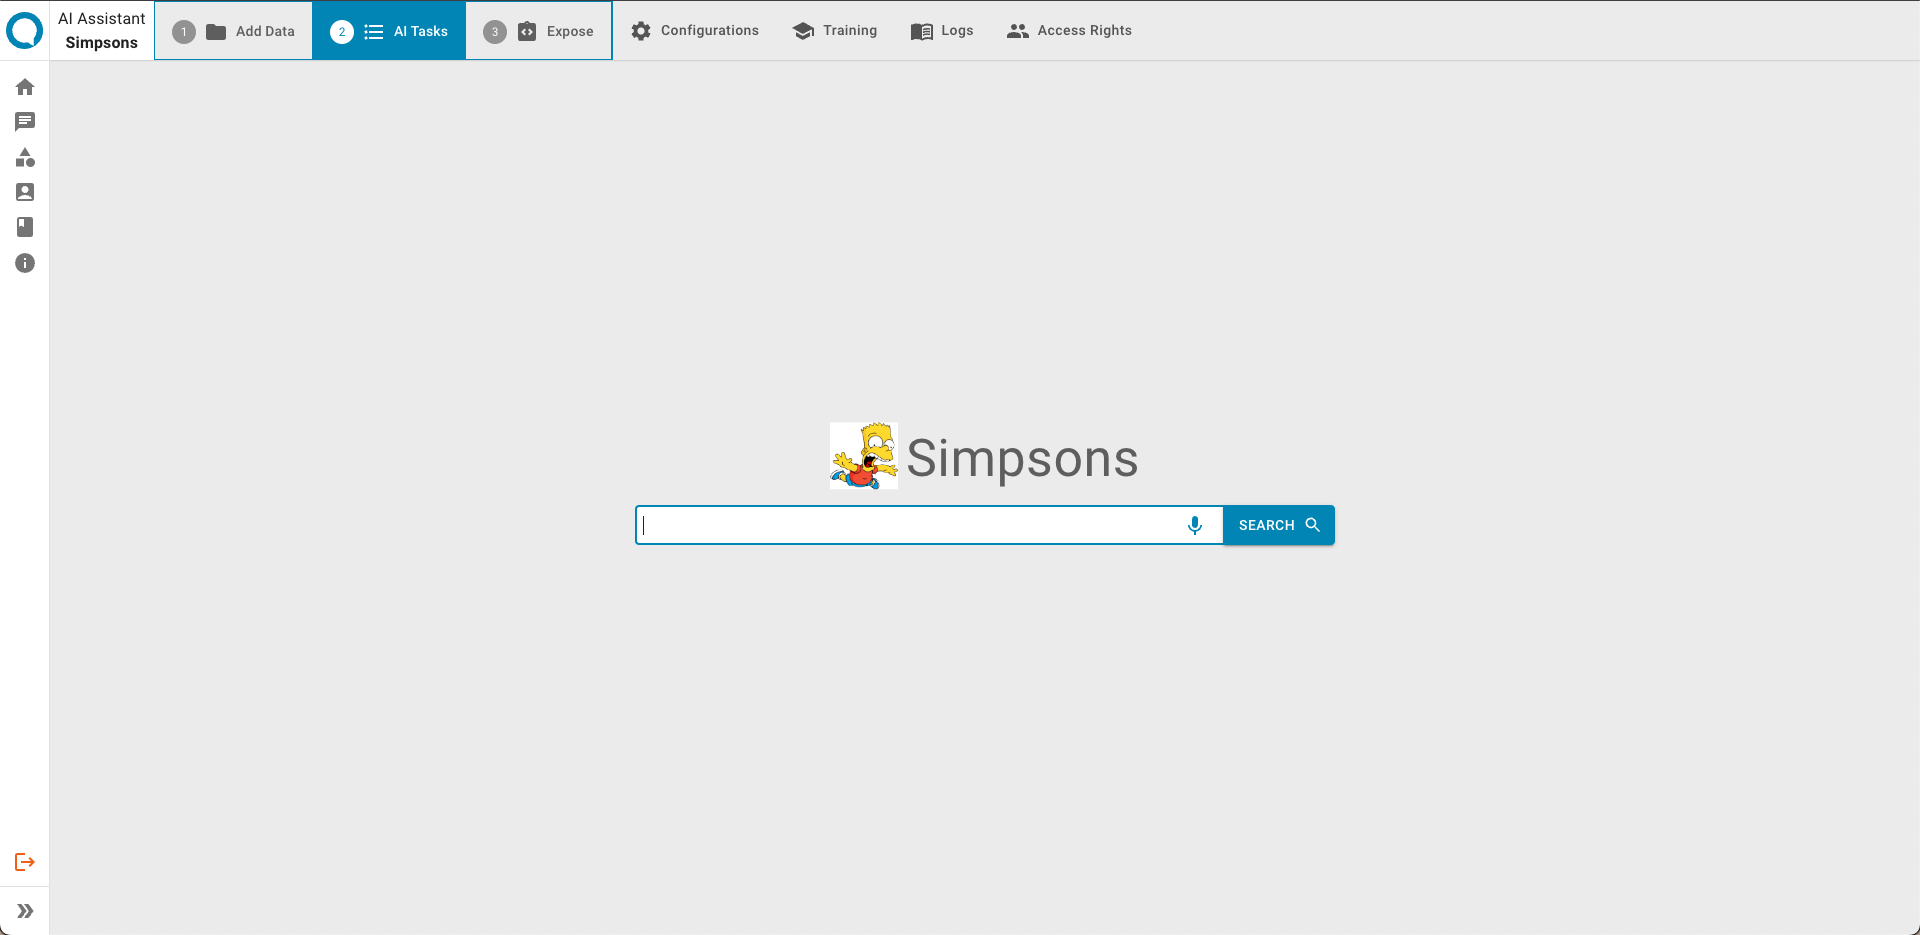 AI Assistant
Simpsons
1 Add Data
2 AI Tasks
3 Expose
Configurations
Training
Logs
Access Rights
Simpsons
SEARCH